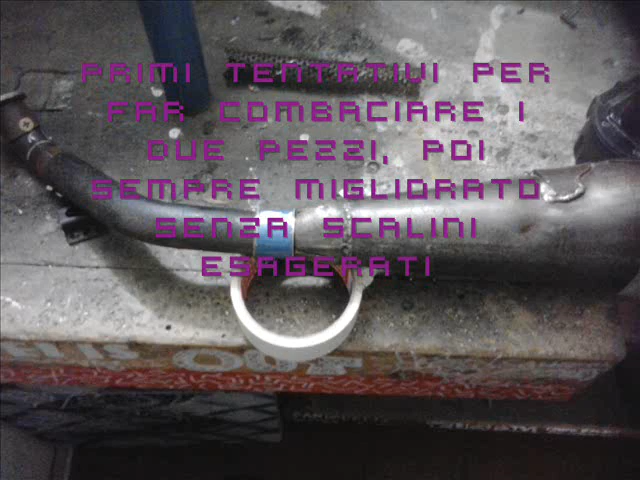 PRIMI TENTATIVI PER
FAR COMBACIARE I
DUE PEZZI, POI
SEMPRE MIGLIORATO
SENZA SCALINI
ESAGERATI